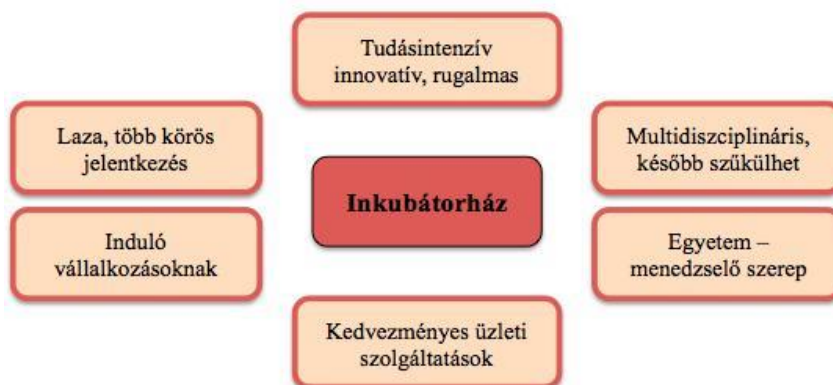 Tudásintenzív
innovatív, rugalmas
Laza, több körös
jelentkezés
Multidiszciplináris,
később szűkülhet
Inkubátorház
Induló
vállalkozásoknak
Egyetem –
menedzselő szerep
Kedvezményes üzleti
szolgáltatások